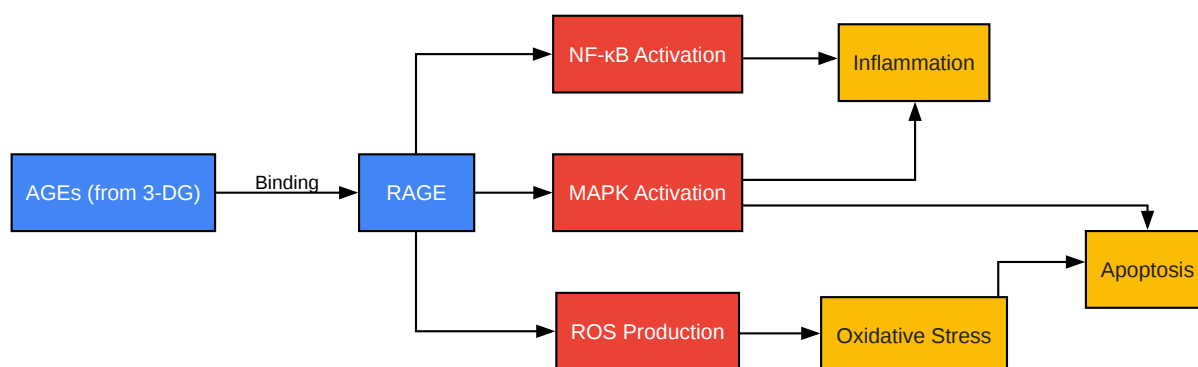 NF-κB Activation
Inflammation
AGEs (from 3-DG)
Binding
RAGE
MAPK Activation
Apoptosis
ROS Production
Oxidative Stress